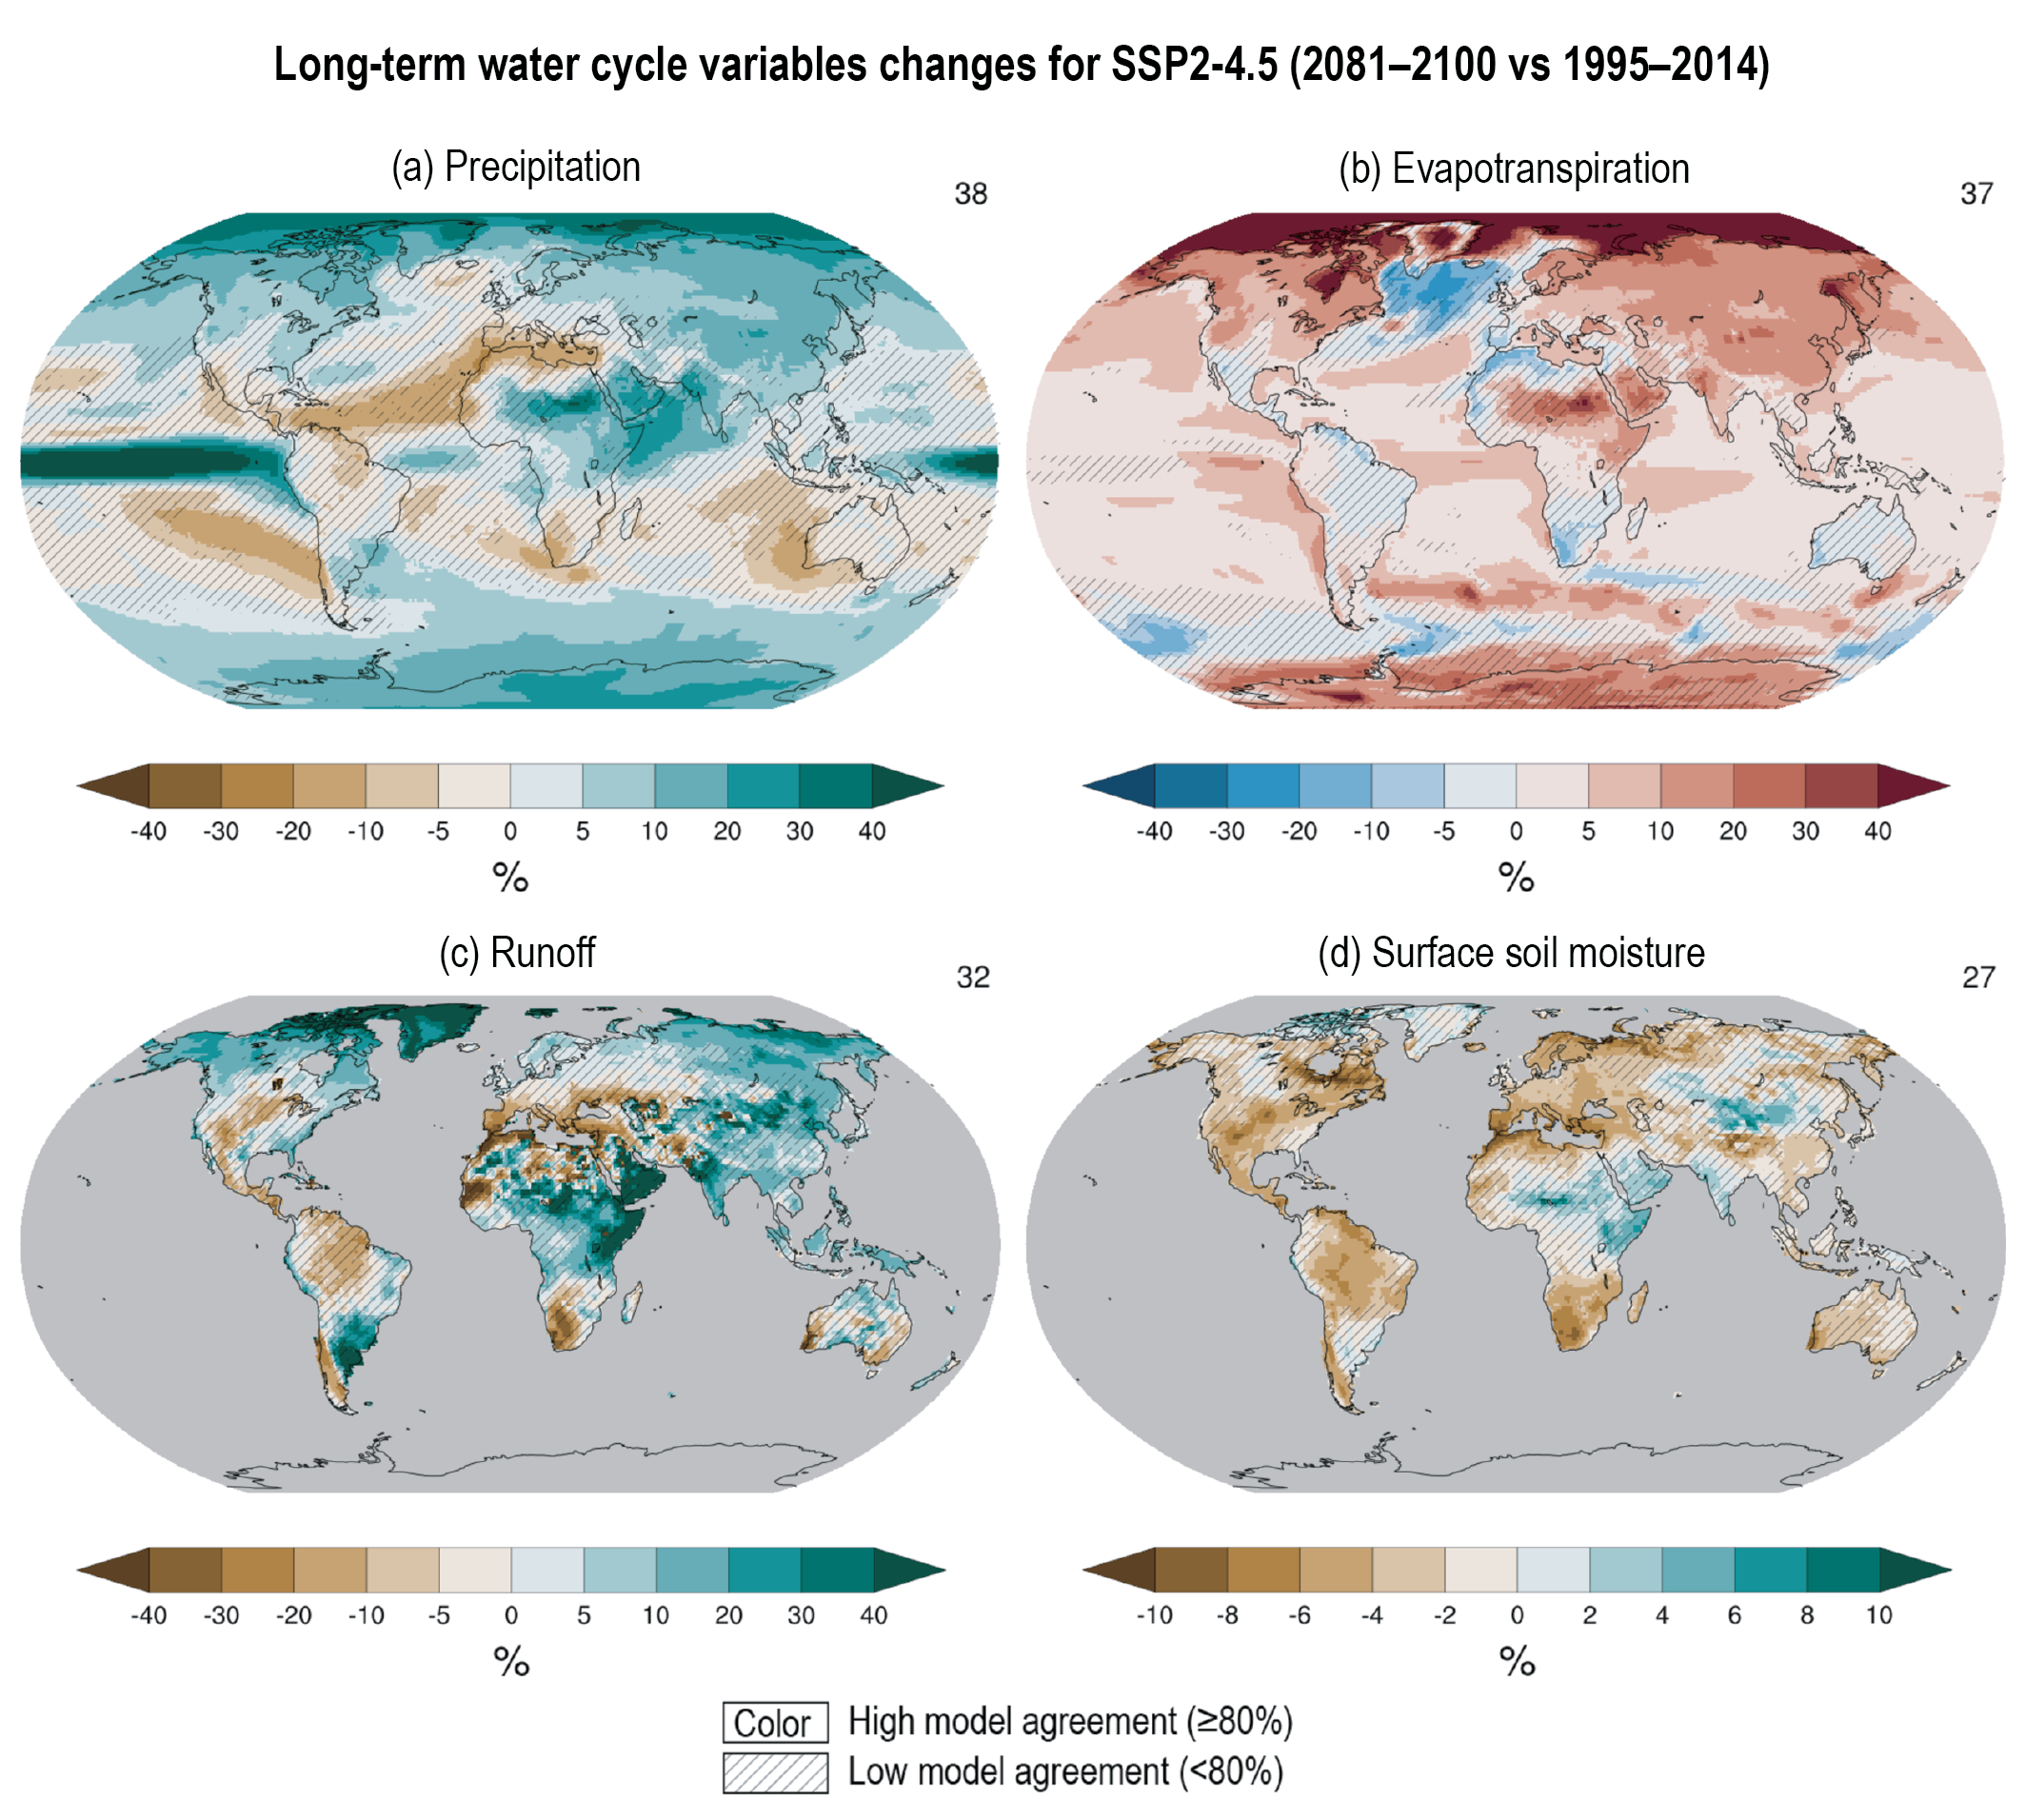 Long-term water cycle variables changes for SSP2-4.5 (2081–2100 vs 1995–2014)
(a) Precipitation
38
(b) Evapotranspiration
37
-40 -30 -20 -10 -5 0 5 10 20 30 40
%
-40 -30 -20 -10 -5 0 5 10 20 30 40
%
(c) Runoff
32
(d) Surface soil moisture
27
-40 -30 -20 -10 -5 0 5 10 20 30 40
%
-10 -8 -6 -4 -2 0 2 4 6 8 10
%
Color High model agreement (≥80%)
Low model agreement (<80%)